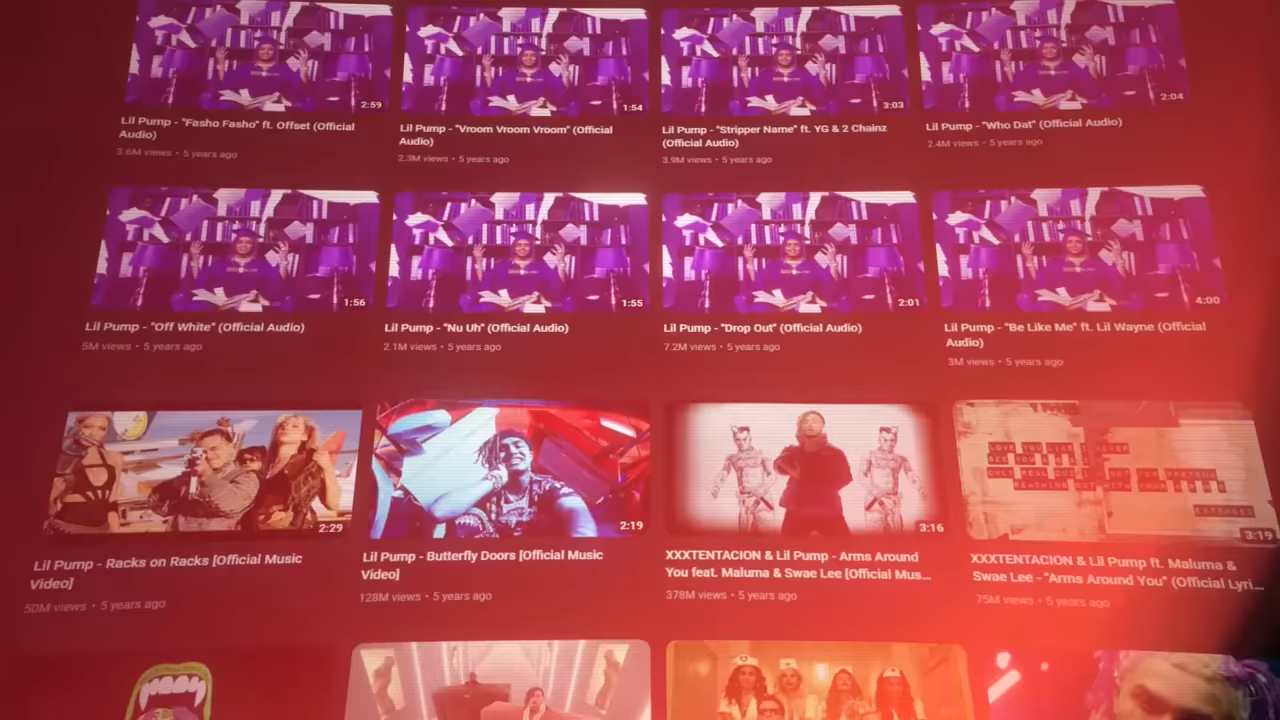 2:59
1:54
3:03
2:04
Lil Pump - "Fasho Fasho" ft. Offset (Official
Audio)
3.6M views • 5 years ago
Lil Pump - "Vroom Vroom Vroom" (Official
Audio)
2.3M views • 5 years ago
Lil Pump - "Stripper Name" ft. YG & 2 Chainz
(Official Audio)
3.9M views • 5 years ago
Lil Pump - "Who Dat" (Official Audio)
2.4M views • 5 years ago
1:56
1:55
2:01
4:00
Lil Pump - "Off White" (Official Audio)
5M views • 5 years ago
Lil Pump - "Nu Uh" (Official Audio)
2.1M views • 5 years ago
Lil Pump - "Drop Out" (Official Audio)
7.2M views • 5 years ago
Lil Pump - "Be Like Me" ft. Lil Wayne (Official
Audio)
3M views • 5 years ago
2:29
2:19
3:16
LOVE YOU LIKE I NEVER
EXTENDED
3:19
Lil Pump - Racks on Racks [Official Music
Video]
50M views • 5 years ago
Lil Pump - Butterfly Doors [Official Music
Video]
128M views • 5 years ago
XXXTENTACION & Lil Pump - Arms Around
You feat. Maluma & Swae Lee [Official Mus...
378M views • 5 years ago
XXXTENTACION & Lil Pump ft. Maluma &
Swae Lee - "Arms Around You" (Official Lyri...
75M views • 5 years ago